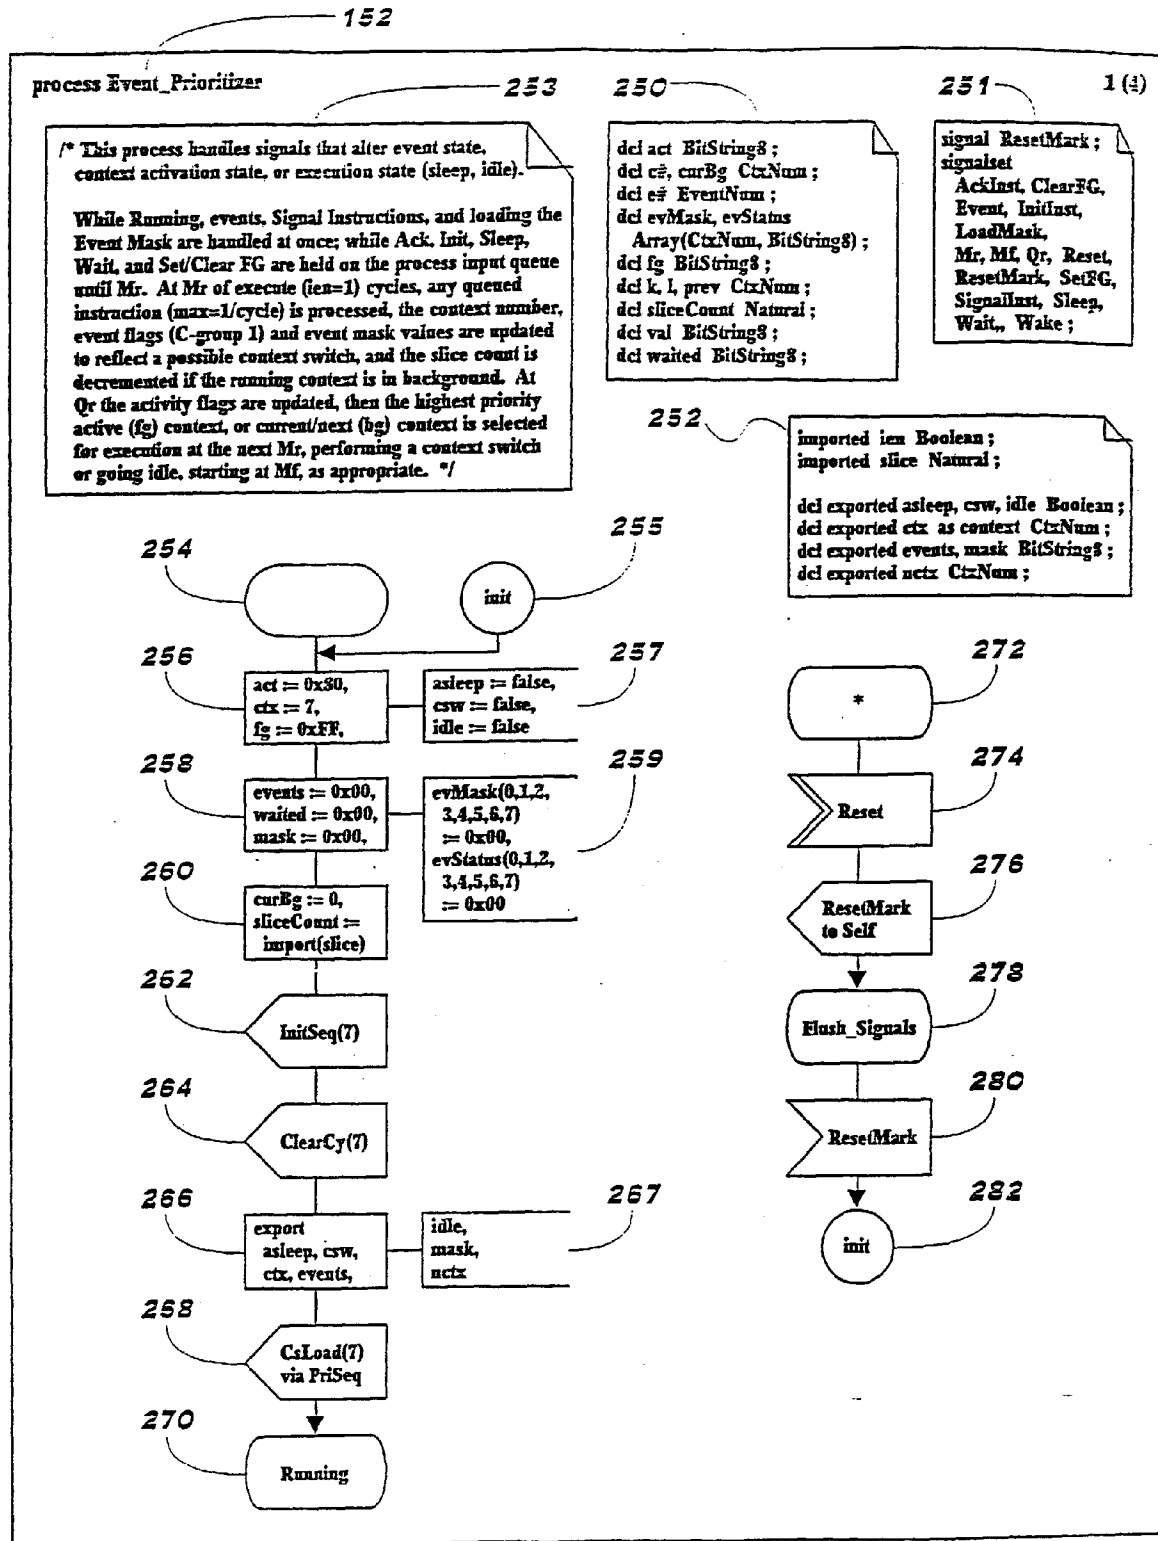 152
process Event_Prioritizer
253
250
251
1 (4)
/* This process handles signals that alter event state,
context activation state, or execution state (sleep, idle).
While Running, events, Signal Instructions, and loading the
Event Mask are handled at once; while Ack, Init, Sleep,
Wait, and Set/Clear FG are held on the process input queue
until Mr. At Mr of execute (ien=1) cycles, any queued
instruction (max=1/cycle) is processed, the context number,
event flags (C-group 1) and event mask values are updated
to reflect a possible context switch, and the slice count is
decremented if the running context is in background. At
Qr the activity flags are updated, then the highest priority
active (fg) context, or current/next (bg) context is selected
for execution at the next Mr, performing a context switch
or going idle, starting at Mf, as appropriate. */
dcl act BitString8 ;
dcl c#, curBg CtxNum ;
dcl e# EventNum ;
dcl evMask, evStatus
Array(CtxNum, BitString8) ;
dcl fg BitString8 ;
dcl k, l, prev CtxNum ;
dcl sliceCount Natural ;
dcl val BitString8 ;
dcl waited BitString8 ;
signal ResetMark ;
signalset
AckInst, ClearFG,
Event, InitInst,
LoadMask,
Mr, Mf, Qr, Reset,
ResetMark, SetFG,
SignalInst, Sleep,
Wait,, Wake ;
252
imported ien Boolean ;
imported slice Natural ;
dcl exported asleep, csw, idle Boolean ;
dcl exported ctx as context CtxNum ;
dcl exported events, mask BitString8 ;
dcl exported nctx CtxNum ;
254
255
init
256
act := 0x80,
ctx := 7,
fg := 0xFF,
257
asleep := false,
csw := false,
idle := false
258
events := 0x00,
waited := 0x00,
mask := 0x00,
259
evMask(0,1,2,
3,4,5,6,7)
:= 0x00,
evStatus(0,1,2,
3,4,5,6,7)
:= 0x00
260
curBg := 0,
sliceCount :=
import(slice)
262
InitSeq(7)
264
ClearCy(7)
266
export
asleep, csw,
ctx, events,
267
idle,
mask,
nctx
268
CsLoad(7)
via PriSeq
270
Running
272
*
274
Reset
276
ResetMark
to Self
278
Flush_Signals
280
ResetMark
282
init